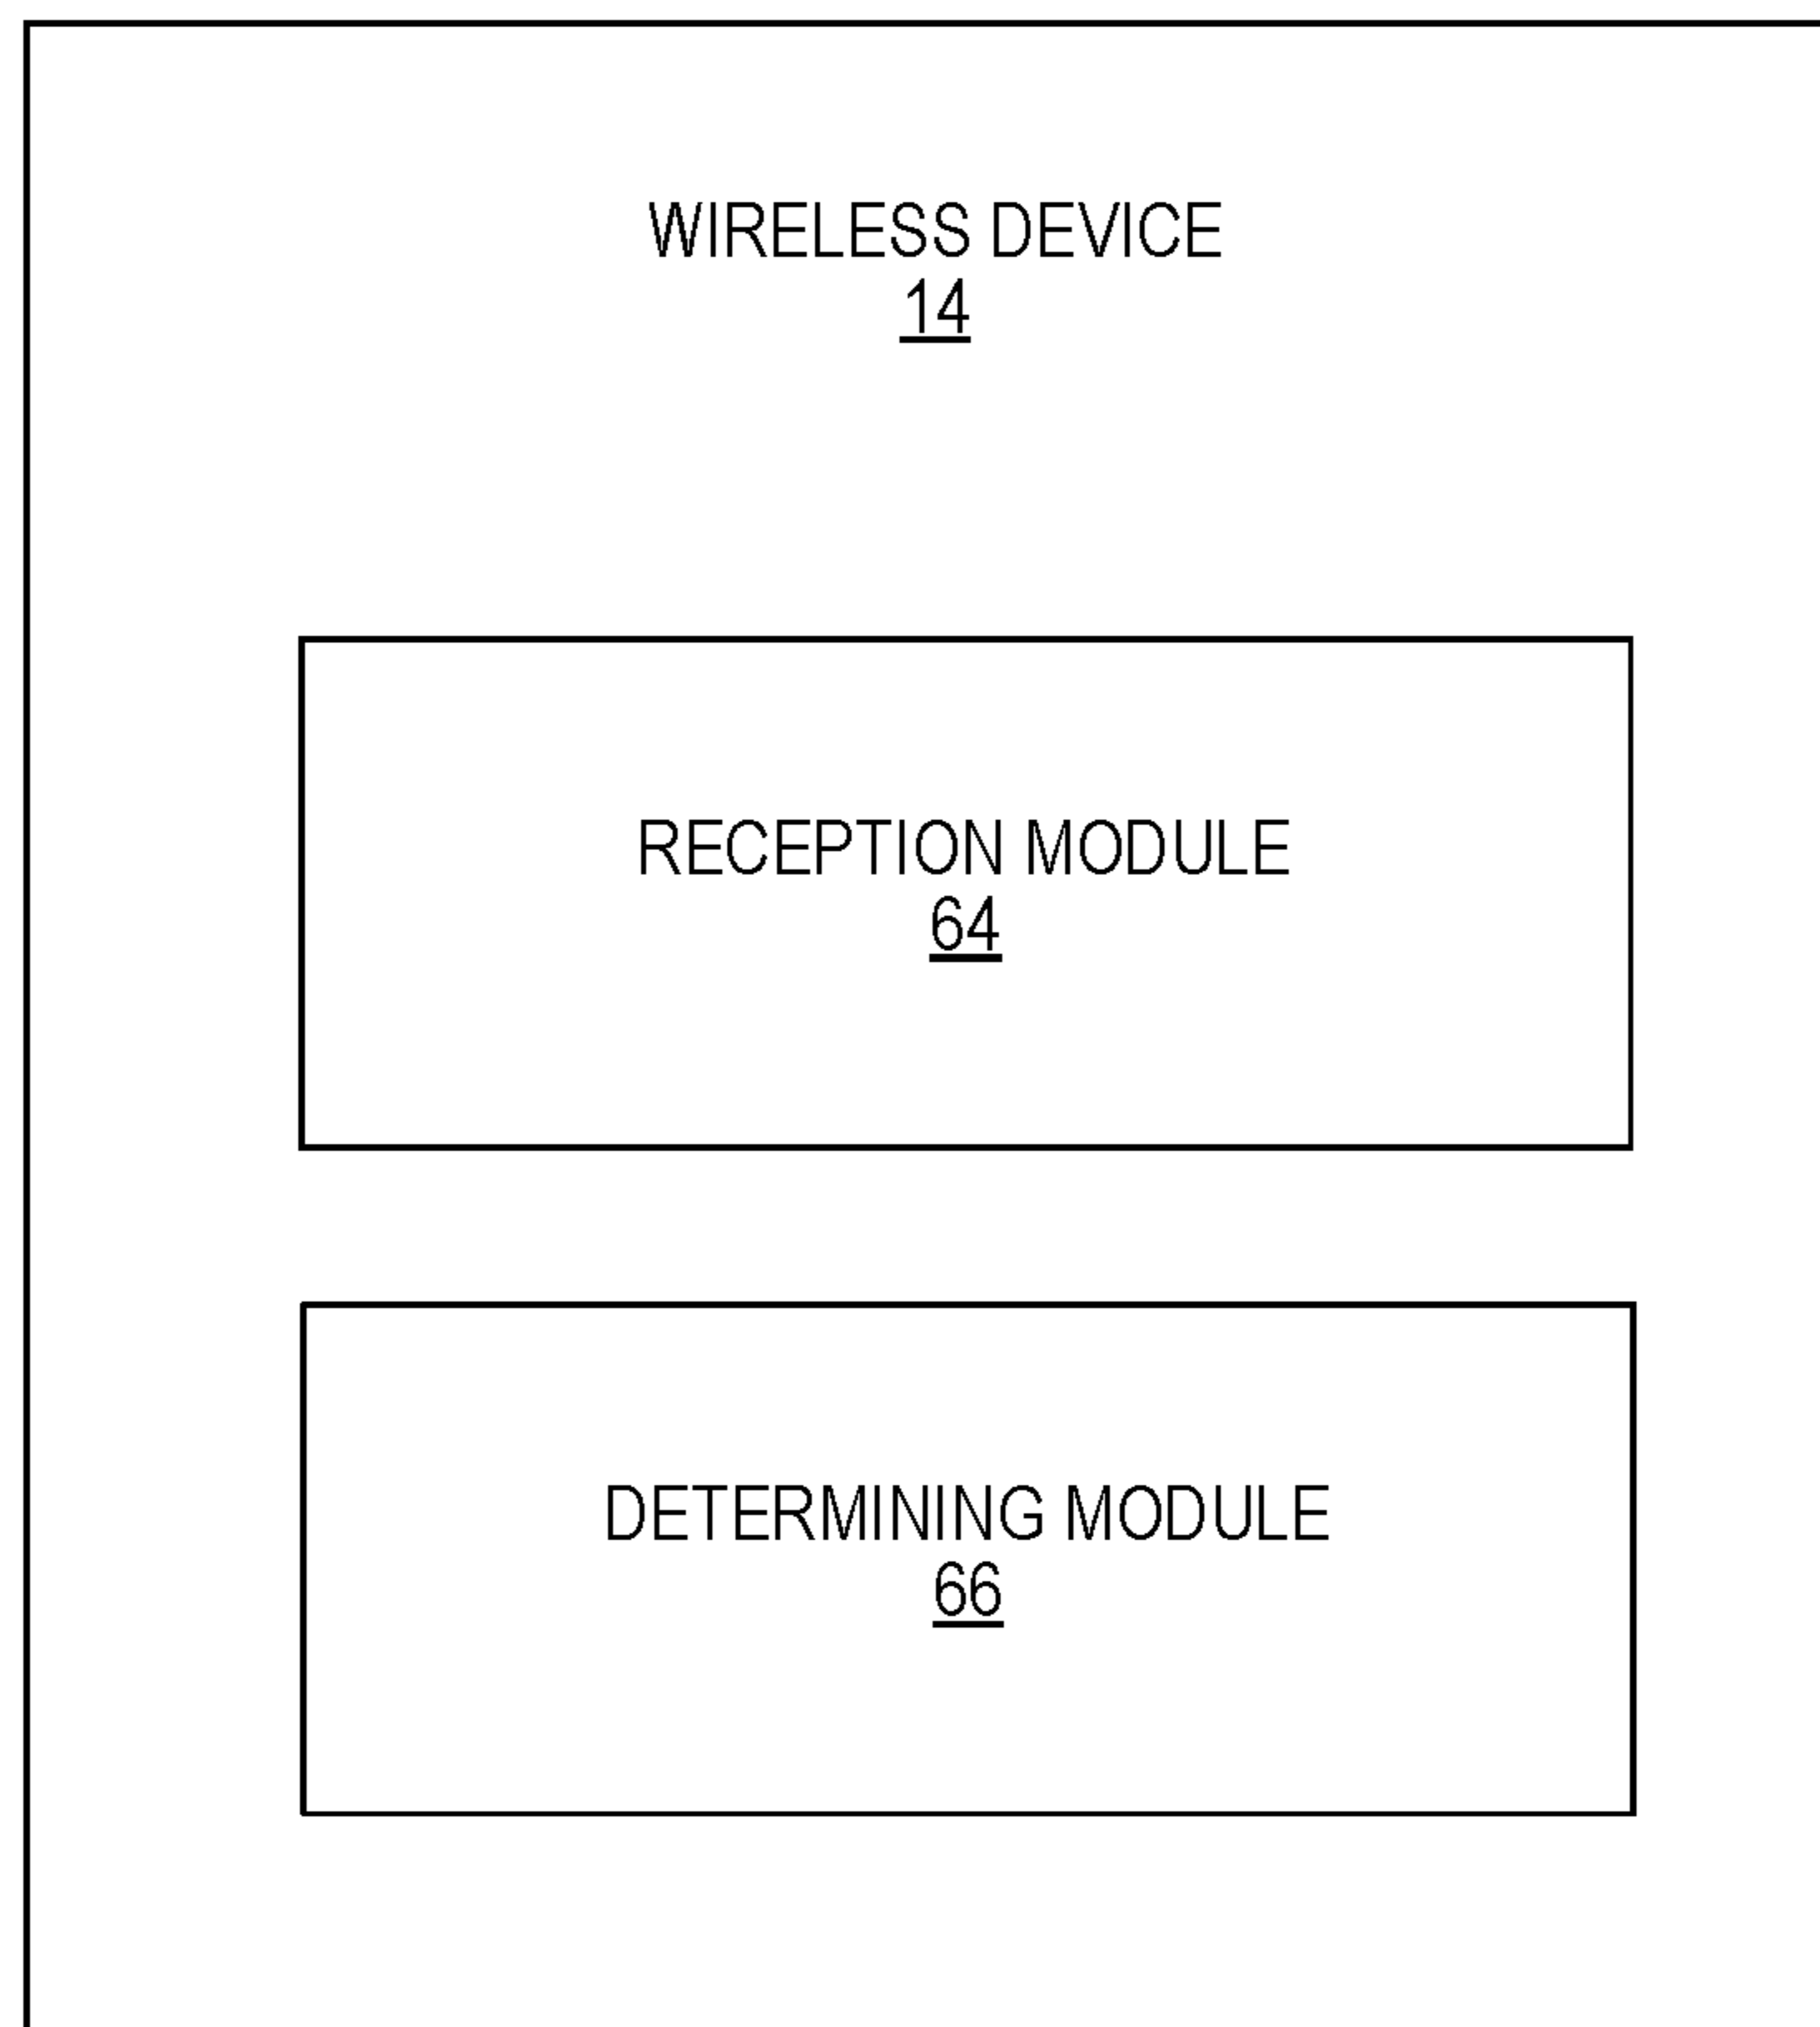 WIRELESS DEVICE
14
RECEPTION MODULE
64
DETERMINING MODULE
66